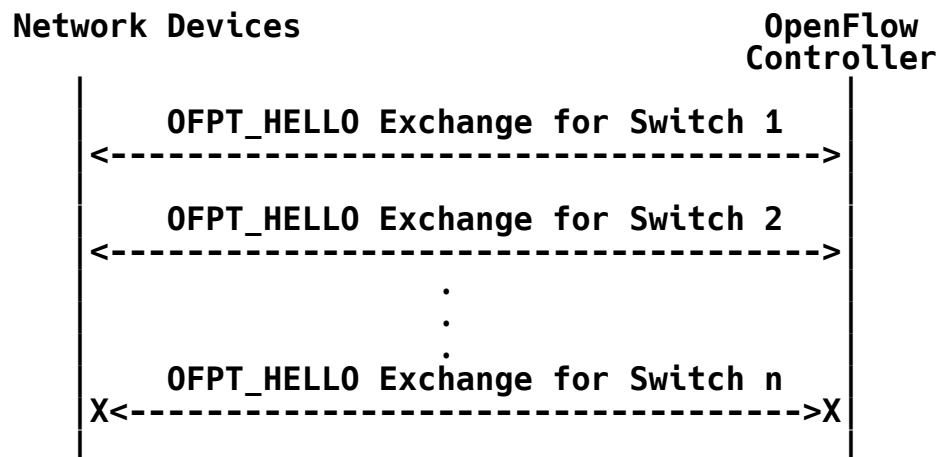 Network Devices OpenFlow
Controller
OFPT_HELLO Exchange for Switch 1
<------------------------------------->
OFPT_HELLO Exchange for Switch 2
<------------------------------------->
.
.
.
OFPT_HELLO Exchange for Switch n
X<----------------------------------->X